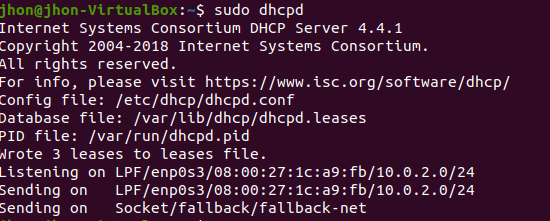 jhon@jhon-VirtualBox:~$ sudo dhcpd
Internet Systems Consortium DHCP Server 4.4.1
Copyright 2004-2018 Internet Systems Consortium.
All rights reserved.
For info, please visit https://www.isc.org/software/dhcp/
Config file: /etc/dhcp/dhcpd.conf
Database file: /var/lib/dhcp/dhcpd.leases
PID file: /var/run/dhcpd.pid
Wrote 3 leases to leases file.
Listening on LPF/enp0s3/08:00:27:1c:a9:fb/10.0.2.0/24
Sending on   LPF/enp0s3/08:00:27:1c:a9:fb/10.0.2.0/24
Sending on   Socket/fallback/fallback-net